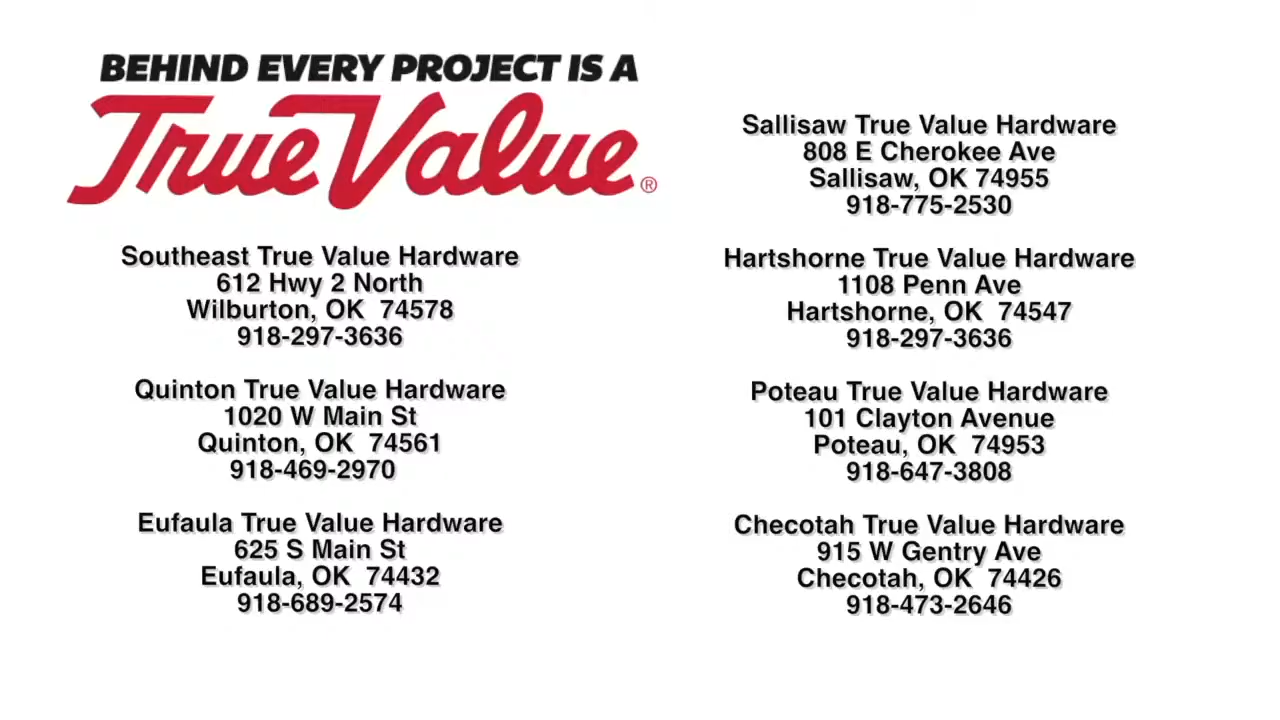 BEHIND EVERY PROJECT IS A
True Value®
Southeast True Value Hardware
612 Hwy 2 North
Wilburton, OK  74578
918-297-3636
Quinton True Value Hardware
1020 W Main St
Quinton, OK  74561
918-469-2970
Eufaula True Value Hardware
625 S Main St
Eufaula, OK  74432
918-689-2574
Sallisaw True Value Hardware
808 E Cherokee Ave
Sallisaw, OK 74955
918-775-2530
Hartshorne True Value Hardware
1108 Penn Ave
Hartshorne, OK  74547
918-297-3636
Poteau True Value Hardware
101 Clayton Avenue
Poteau, OK  74953
918-647-3808
Checotah True Value Hardware
915 W Gentry Ave
Checotah, OK  74426
918-473-2646